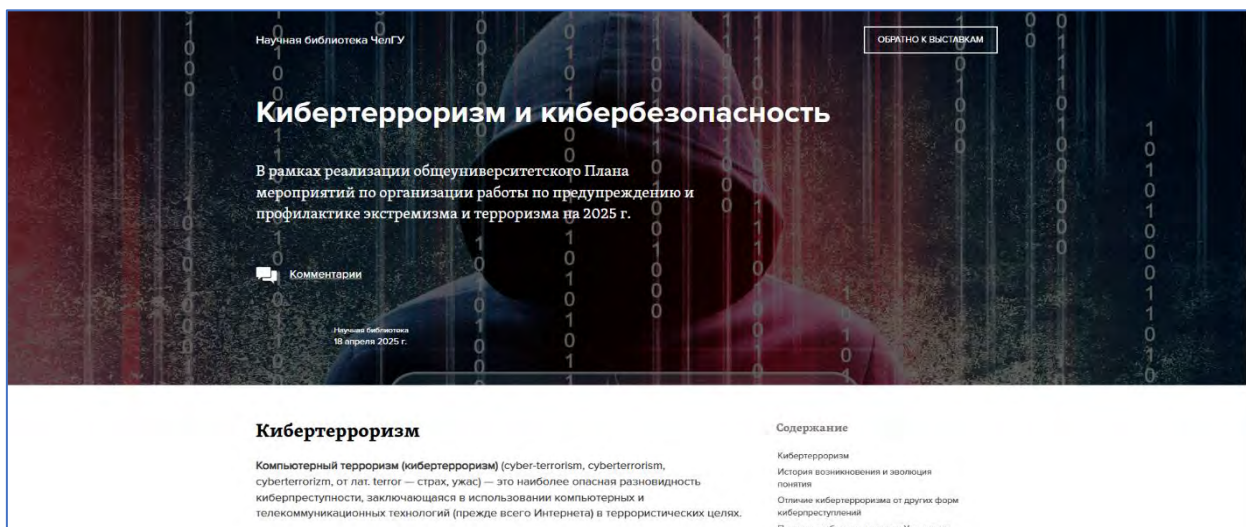 Научная библиотека ЧелГУ
ОБРАТНО К ВЫСТАВКАМ
Кибертерроризм и кибербезопасность
В рамках реализации общеуниверситетского Плана
мероприятий по организации работы по предупреждению и
профилактике экстремизма и терроризма на 2025 г.
Комментарии
Научная библиотека
18 апреля 2025 г.
Кибертерроризм
Компьютерный терроризм (кибертерроризм) (cyber-terrorism, cyberterrorism,
cyberterrorizm, от лат. terror — страх, ужас) — это наиболее опасная разновидность
киберпреступности, заключающаяся в использовании компьютерных и
телекоммуникационных технологий (прежде всего Интернета) в террористических целях.
Содержание
Кибертерроризм
История возникновения и эволюция
понятия
Отличие кибертерроризма от других форм
киберпреступлений